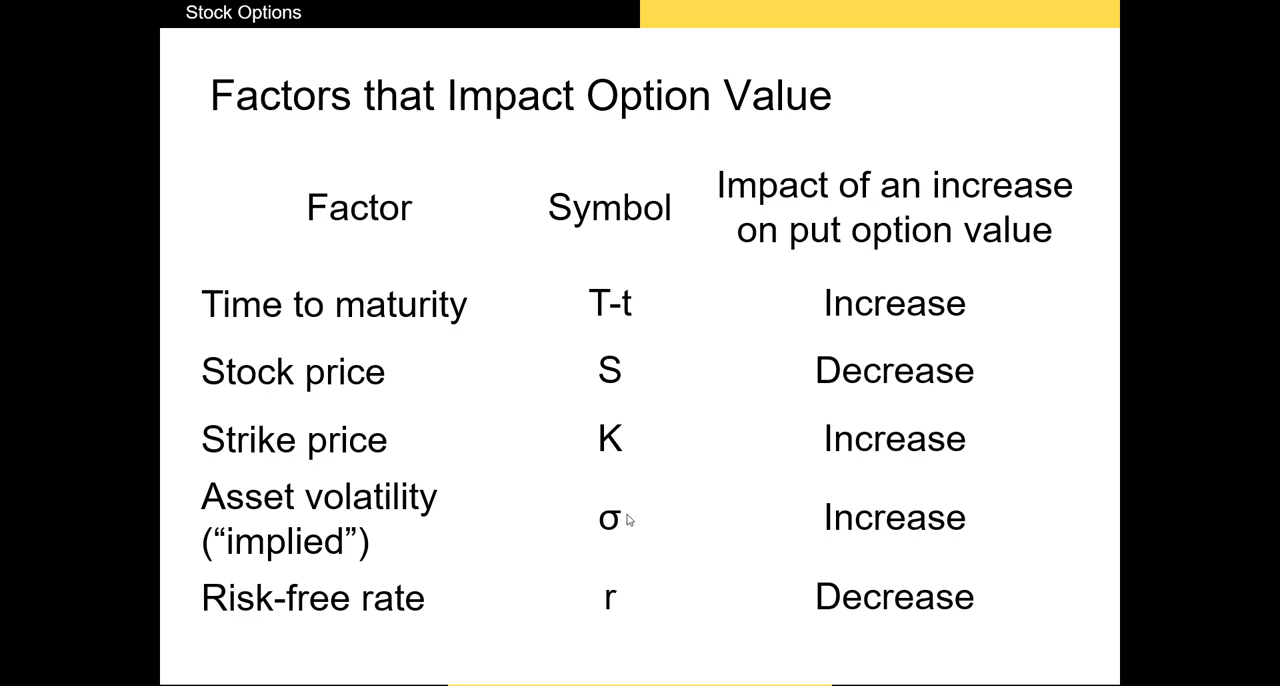 Stock Options
Factors that Impact Option Value
Factor Symbol Impact of an increase
on put option value
Time to maturity T-t Increase
Stock price S Decrease
Strike price K Increase
Asset volatility
(“implied”) σ Increase
Risk-free rate r Decrease